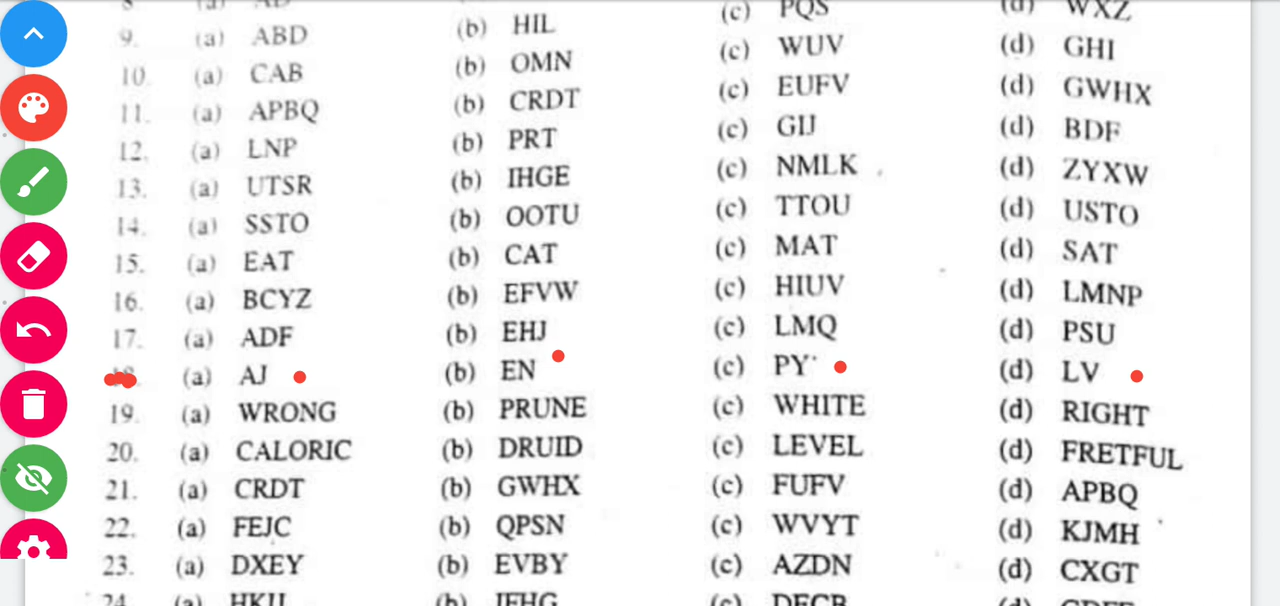 (c) PQS (d) WXZ
9. (a) ABD (b) HIL (c) WUV (d) GHI
10. (a) CAB (b) OMN (c) EUFV (d) GWHX
11. (a) APBQ (b) CRDT (c) GIJ (d) BDF
12. (a) LNP (b) PRT (c) NMLK (d) ZYXW
13. (a) UTSR (b) IHGE (c) TTOU (d) USTO
14. (a) SSTO (b) OOTU (c) MAT (d) SAT
15. (a) EAT (b) CAT (c) HIUV (d) LMNP
16. (a) BCYZ (b) EFVW (c) LMQ (d) PSU
17. (a) ADF (b) EHJ (c) PY (d) LV
(a) AJ (b) EN (c) WHITE (d) RIGHT
19. (a) WRONG (b) PRUNE (c) LEVEL (d) FRETFUL
20. (a) CALORIC (b) DRUID (c) FUFV (d) APBQ
21. (a) CRDT (b) GWHX (c) WVYT (d) KJMH
22. (a) FEJC (b) QPSN (c) AZDN (d) CXGT
23. (a) DXEY (b) EVBY